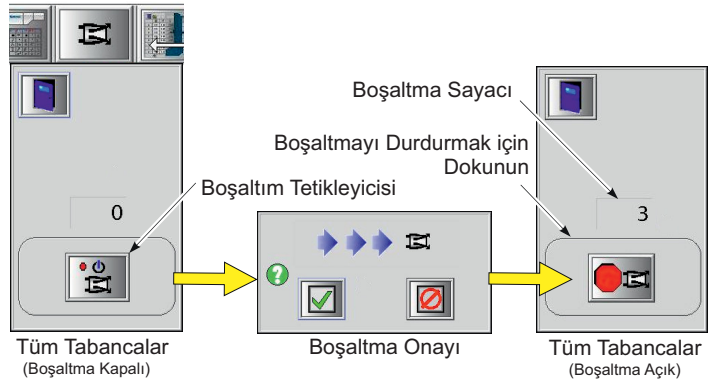 Boşaltma Sayacı
Boşaltmayı Durdurmak için
Dokunun
Boşaltım Tetikleyicisi
0
3
?
Tüm Tabancalar
(Boşaltma Kapalı)
Boşaltma Onayı
Tüm Tabancalar
(Boşaltma Açık)